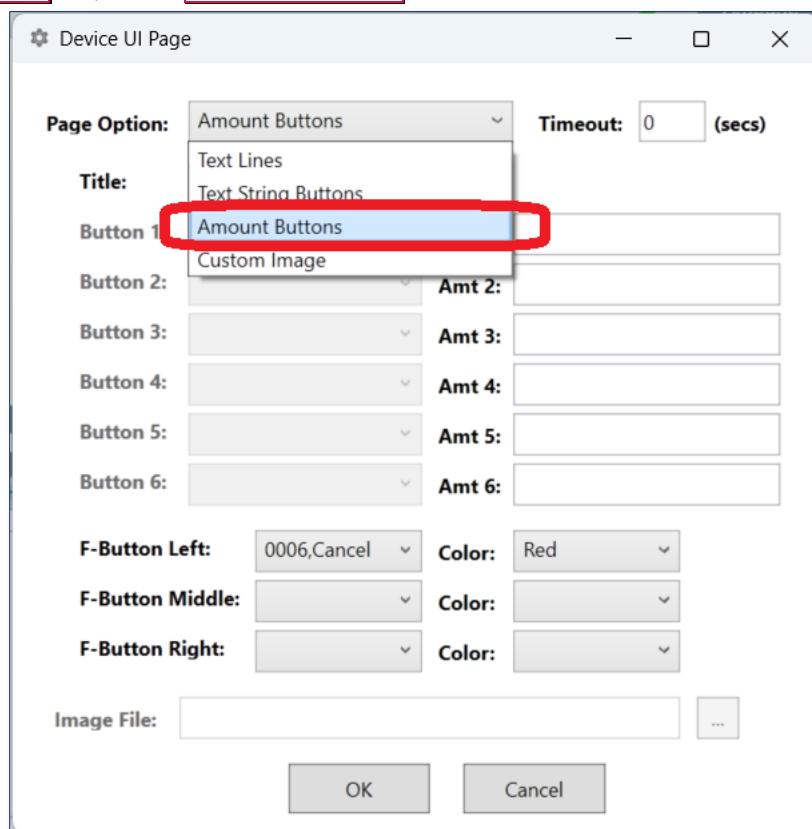 Device UI Page
Page Option: Amount Buttons Timeout: 0 (secs)
Text Lines
Title:
Text String Buttons
Button 1 Amount Buttons
Custom Image
Button 2: Amt 2:
Button 3: Amt 3:
Button 4: Amt 4:
Button 5: Amt 5:
Button 6: Amt 6:
F-Button Left: 0006,Cancel Color: Red
F-Button Middle: Color:
F-Button Right: Color:
Image File: ...
OK Cancel